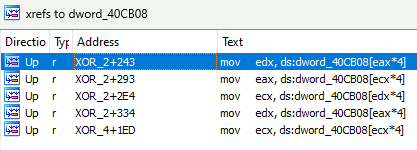 xrefs to dword_40CB08
Directio Ty Address Text
Up r XOR_2+243 mov edx, ds:dword_40CB08[eax*4]
Up r XOR_2+293 mov eax, ds:dword_40CB08[ecx*4]
Up r XOR_2+2E4 mov ecx, ds:dword_40CB08[edx*4]
Up r XOR_2+334 mov edx, ds:dword_40CB08[eax*4]
Up r XOR_4+1ED mov ecx, ds:dword_40CB08[ecx*4]